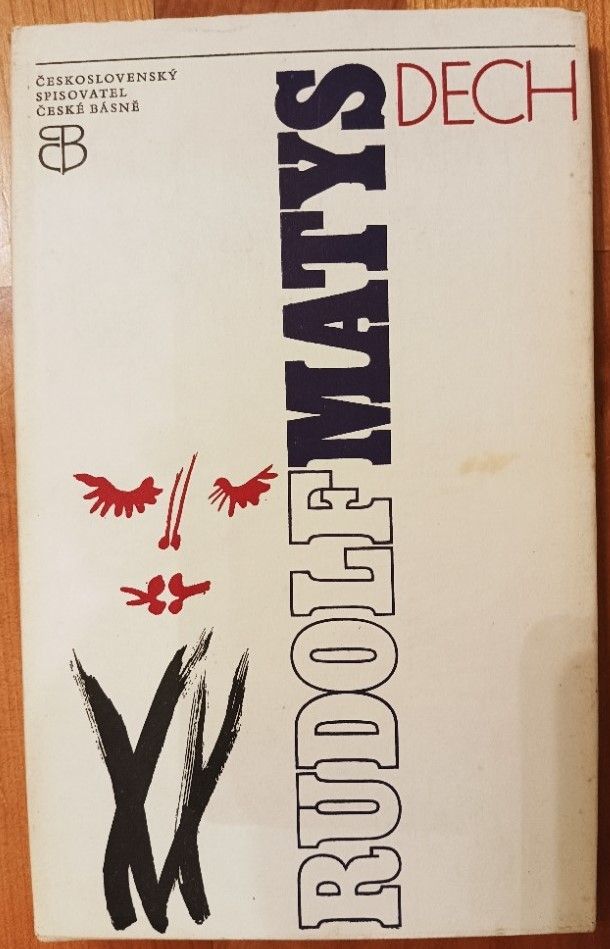 ČESKOSLOVENSKÝ
SPISOVATEL
ČESKÉ BÁSNĚ
DECH
RUDOLF MATYS